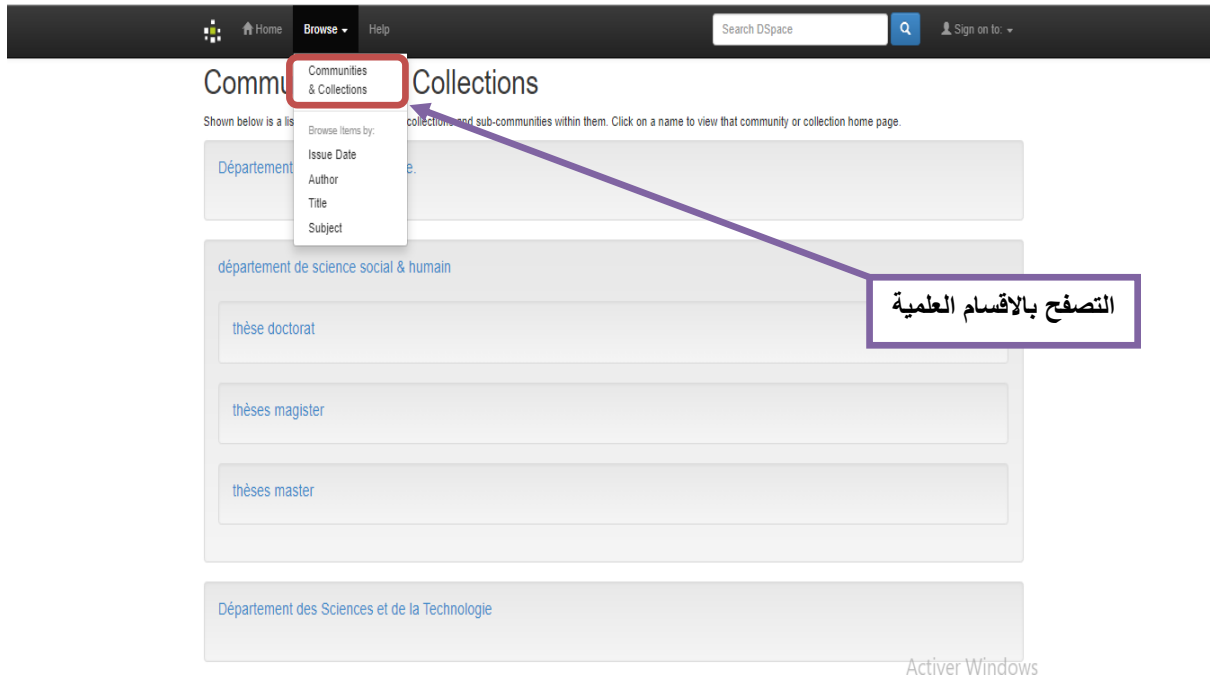 Home Browse Help Search DSpace Sign on to:
Communities
& Collections
Browse Items by:
Issue Date
Author
Title
Subject
Commu Collections
Shown below is a lis collections and sub-communities within them. Click on a name to view that community or collection home page.
Département e.
département de science social & humain
التصفح بالاقسام العلمية
thèse doctorat
thèses magister
thèses master
Département des Sciences et de la Technologie
Activer Windows